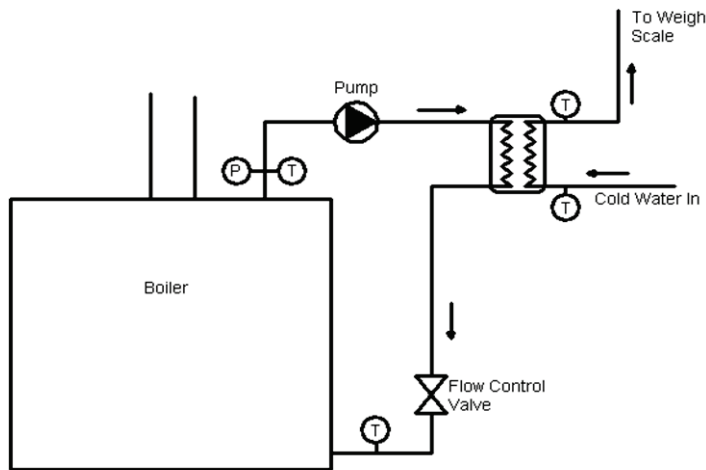 To Weigh
Scale
Pump
T
P
T
T
Cold Water In
Boiler
Flow Control
Valve
T